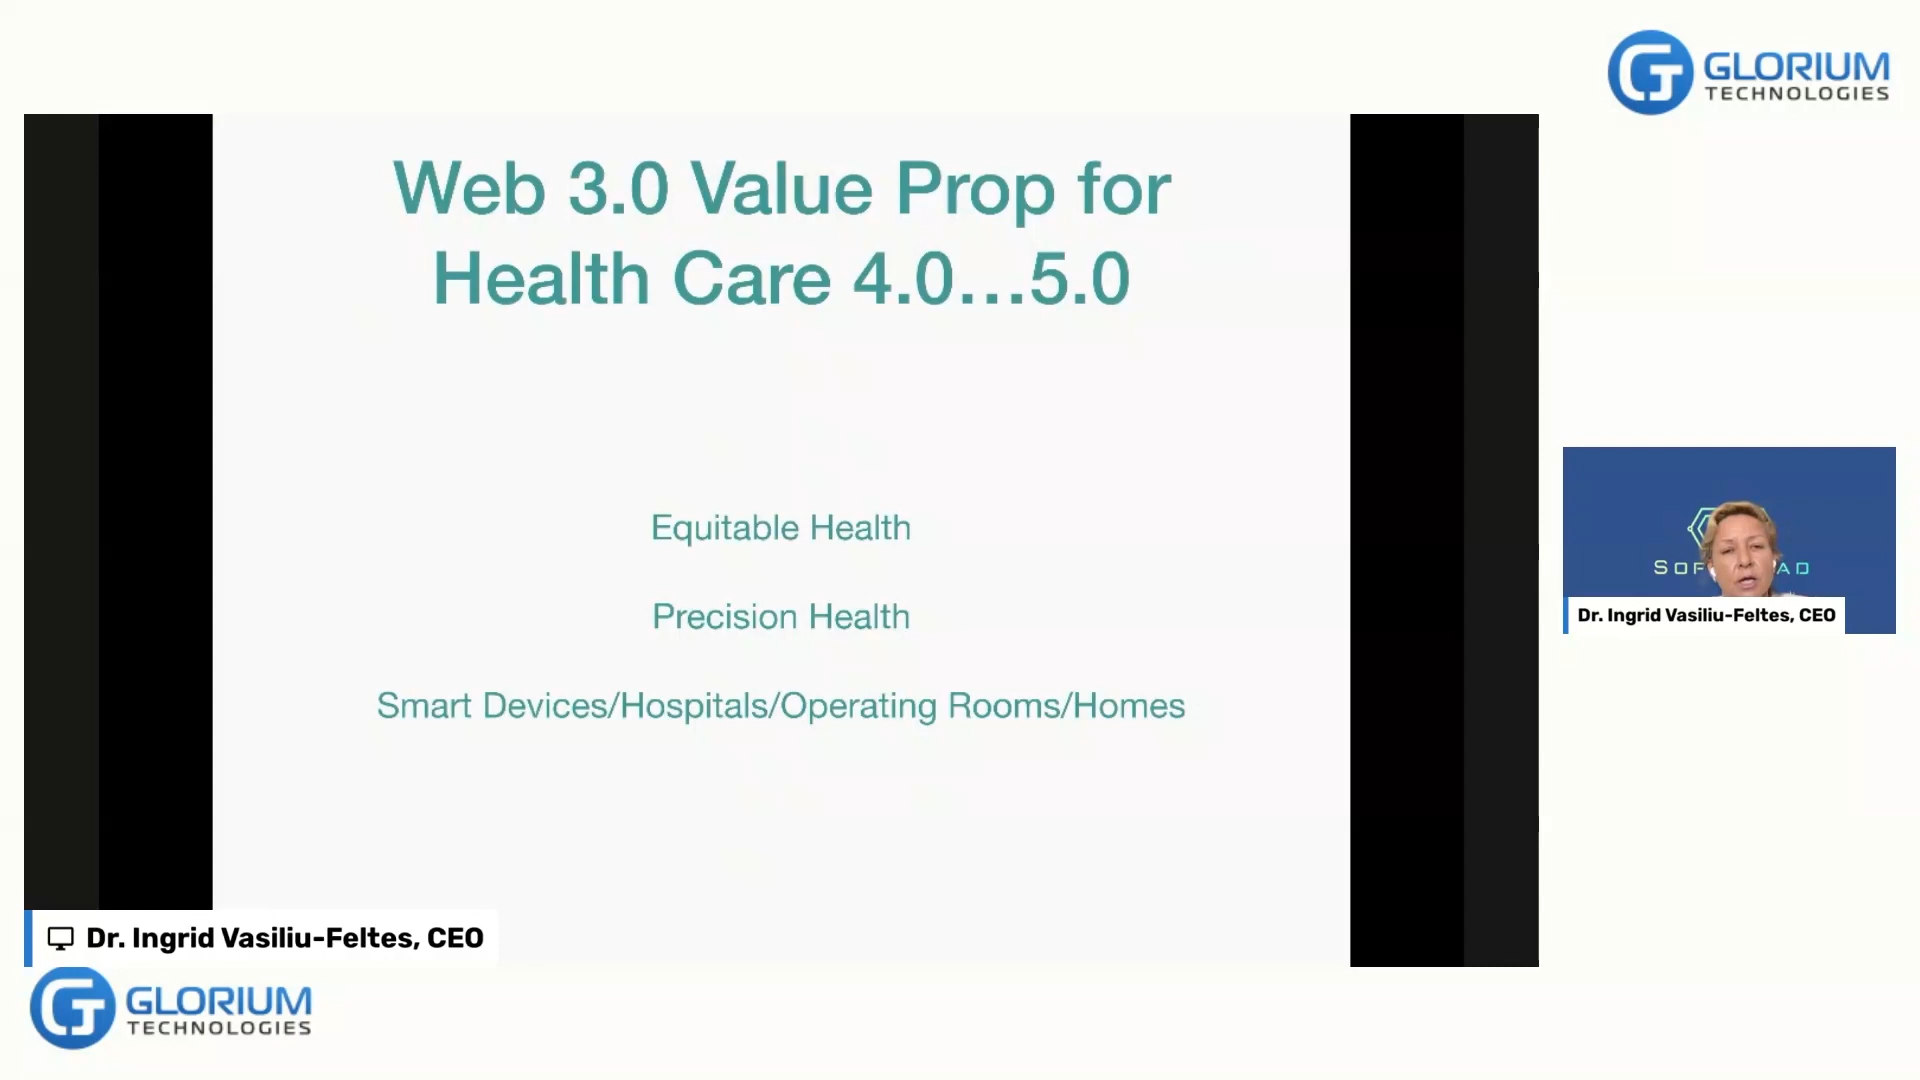 GLORIUM
TECHNOLOGIES
Web 3.0 Value Prop for
Health Care 4.0...5.0
Equitable Health
Precision Health
Smart Devices/Hospitals/Operating Rooms/Homes
Dr. Ingrid Vasiliu-Feltes, CEO
Dr. Ingrid Vasiliu-Feltes, CEO
GLORIUM
TECHNOLOGIES